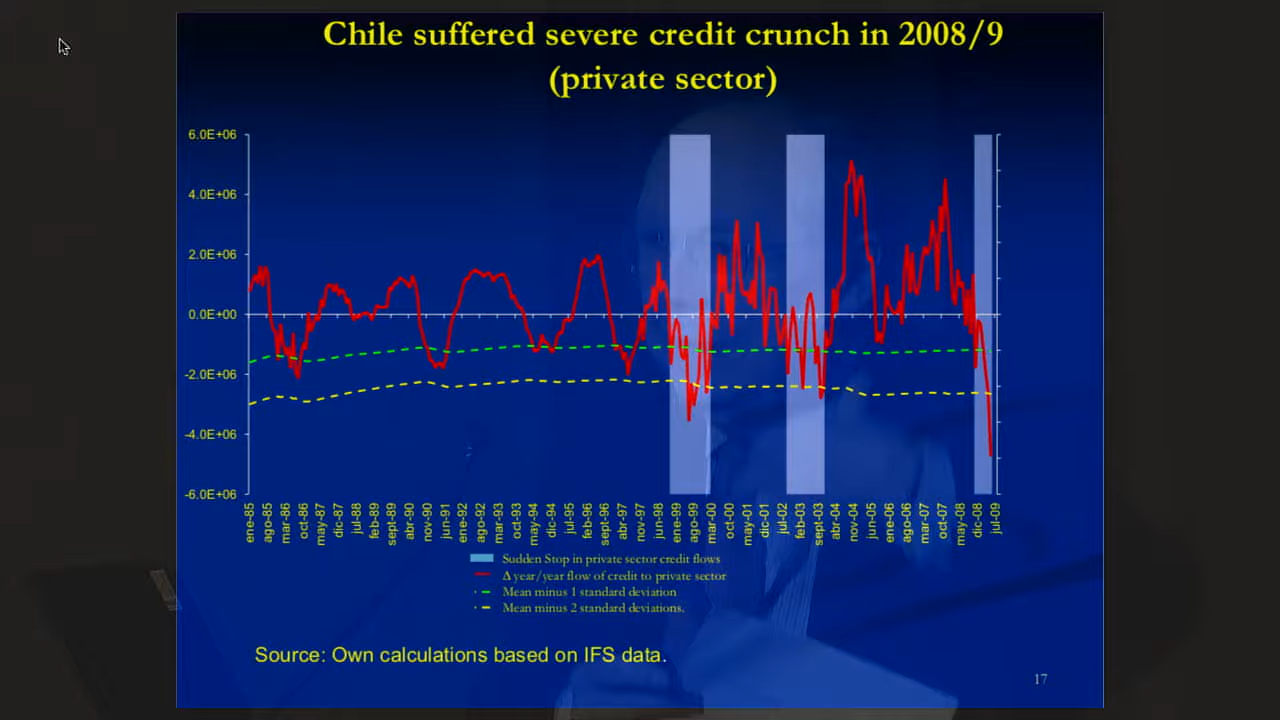 Chile suffered severe credit crunch in 2008/9
(private sector)
6.0E+06
4.0E+06
2.0E+06
0.0E+00
-2.0E+06
-4.0E+06
-6.0E+06
ene-85
ago-85
mar-86
oct-86
may-87
dic-87
jul-88
feb-89
sept-89
abr-90
nov-90
jun-91
ene-92
ago-92
mar-93
oct-93
may-94
dic-94
jul-95
feb-96
sept-96
abr-97
nov-97
jun-98
ene-99
ago-99
mar-00
oct-00
may-01
dic-01
jul-02
feb-03
sept-03
abr-04
nov-04
jun-05
ene-06
ago-06
mar-07
oct-07
may-08
dic-08
jul-09
Sudden Stop in private sector credit flows
Δ year/year flow of credit to private sector
Mean minus 1 standard deviation
Mean minus 2 standard deviations.
Source: Own calculations based on IFS data.
17